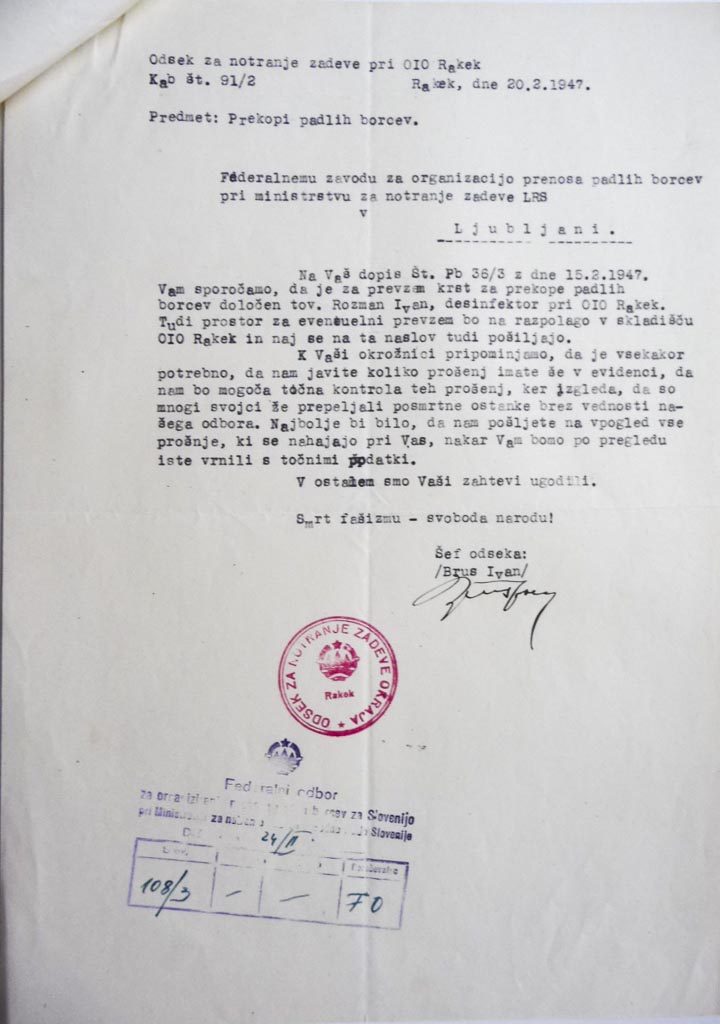 Odsek za notranje zadeve pri OIO Rakek
Kab št. 91/2 Rakek, dne 20.2.1947.
Predmet: Prekopi padlih borcev.
Federalnemu zavodu za organizacijo prenosa padlih borcev
pri ministrstvu za notranje zadeve LRS
v
Ljubljani.
Na Vaš dopis Št. Pb 36/3 z dne 15.2.1947.
Vam sporočamo, da je za prevzem krst za prekope padlih
borcev določen tov. Rozman Ivan, desinfektor pri OIO Rakek.
Tudi prostor za eventuelni prevzem bo na razpolago v skladišču
OIO Rakek in naj se na ta naslov tudi pošiljajo.
K Vaši okrožnici pripominjamo, da je vsekakor
potrebno, da nam javite koliko prošenj imate še v evidenci, da
nam bo mogoča točna kontrola teh prošenj, ker izgleda, da so
mnogi svojci že prepeljali posmrtne ostanke brez vednosti na-
šega odbora. Najbolje bi bilo, da nam pošljete na vpogled vse
prošnje, ki se nahajajo pri Vas, nakar Vam bomo po pregledu
iste vrnili s točnimi podatki.
V ostalem smo Vaši zahtevi ugodili.
Smrt fašizmu - svoboda narodu!
Šef odseka:
/Brus Ivan/
ODSEK ZA NOTRANJE ZADEVE OKRAJA
Rakek
Federalni odbor
za borcev za Slovenijo
pri za Slovenije
24/II
108/3 - - FO